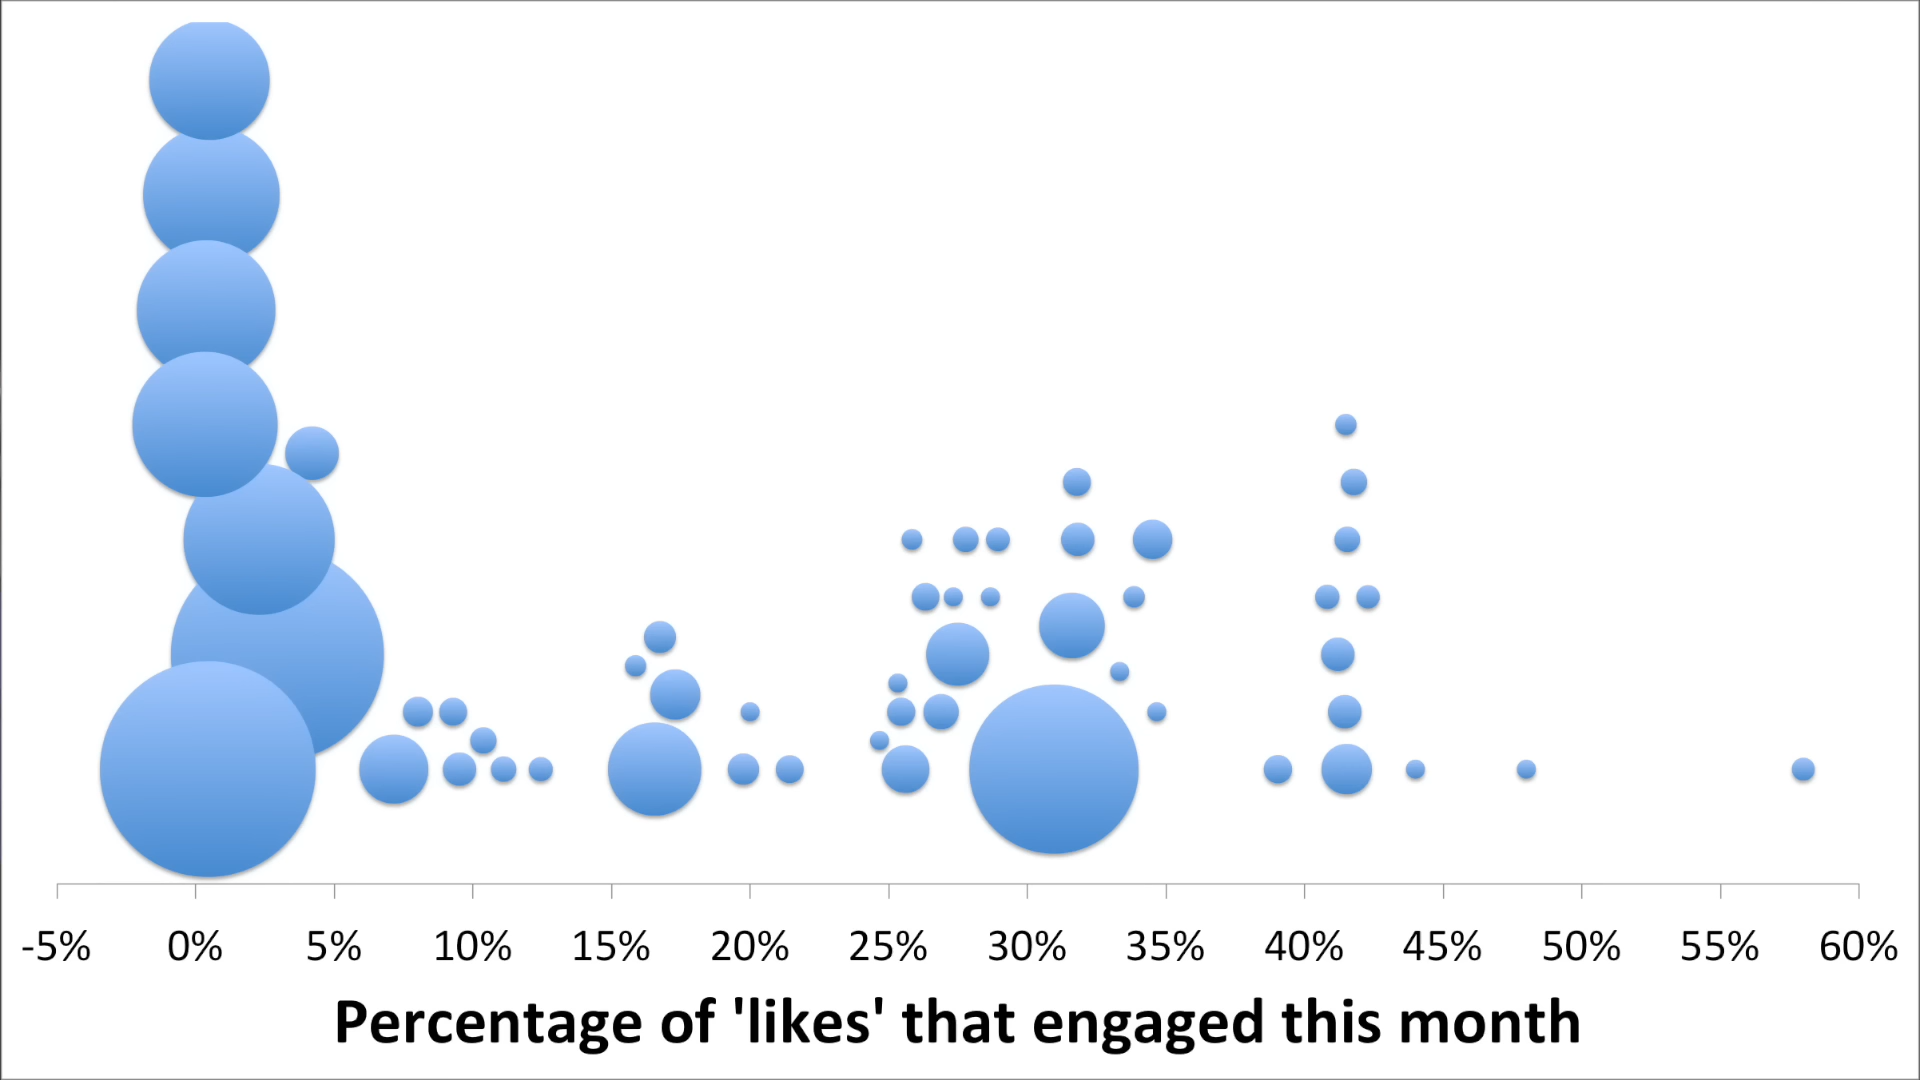 -5% 0% 5% 10% 15% 20% 25% 30% 35% 40% 45% 50% 55% 60%
Percentage of 'likes' that engaged this month